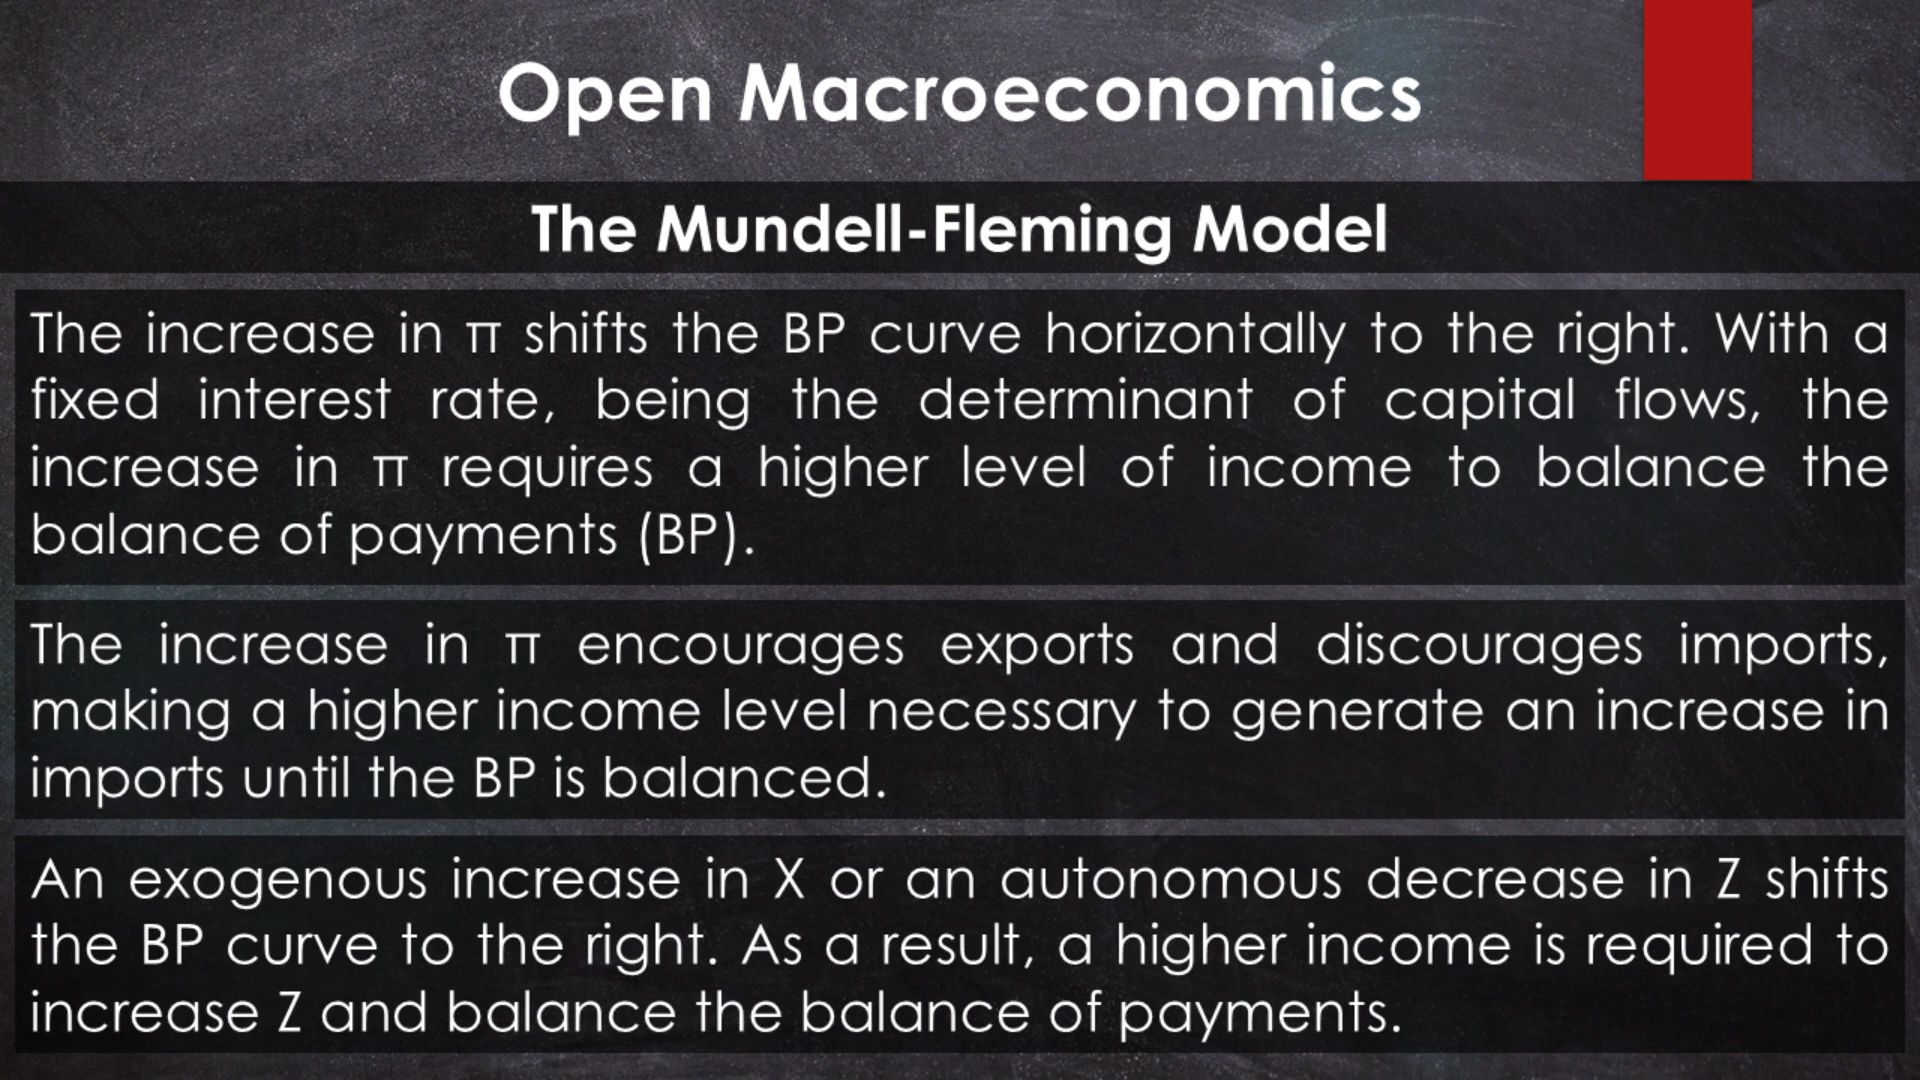 Open Macroeconomics
The Mundell-Fleming Model
The increase in π shifts the BP curve horizontally to the right. With a
fixed interest rate, being the determinant of capital flows, the
increase in π requires a higher level of income to balance the
balance of payments (BP).
The increase in π encourages exports and discourages imports,
making a higher income level necessary to generate an increase in
imports until the BP is balanced.
An exogenous increase in X or an autonomous decrease in Z shifts
the BP curve to the right. As a result, a higher income is required to
increase Z and balance the balance of payments.